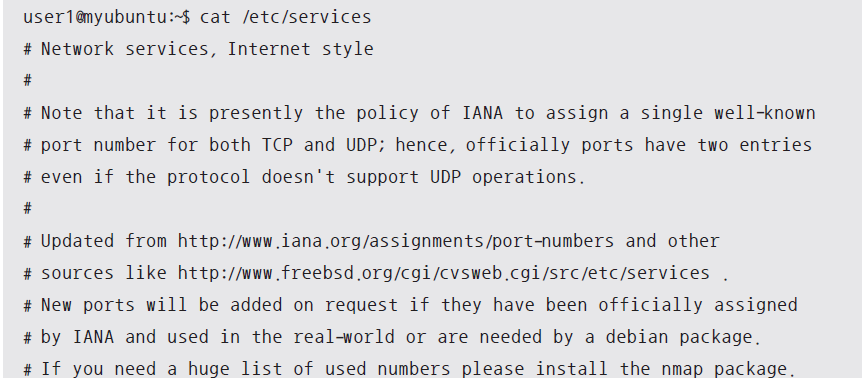 user1@myubuntu:~$ cat /etc/services
# Network services, Internet style
#
# Note that it is presently the policy of IANA to assign a single well-known
# port number for both TCP and UDP; hence, officially ports have two entries
# even if the protocol doesn't support UDP operations.
#
# Updated from http://www.iana.org/assignments/port-numbers and other
# sources like http://www.freebsd.org/cgi/cvsweb.cgi/src/etc/services .
# New ports will be added on request if they have been officially assigned
# by IANA and used in the real-world or are needed by a debian package.
# If you need a huge list of used numbers please install the nmap package.